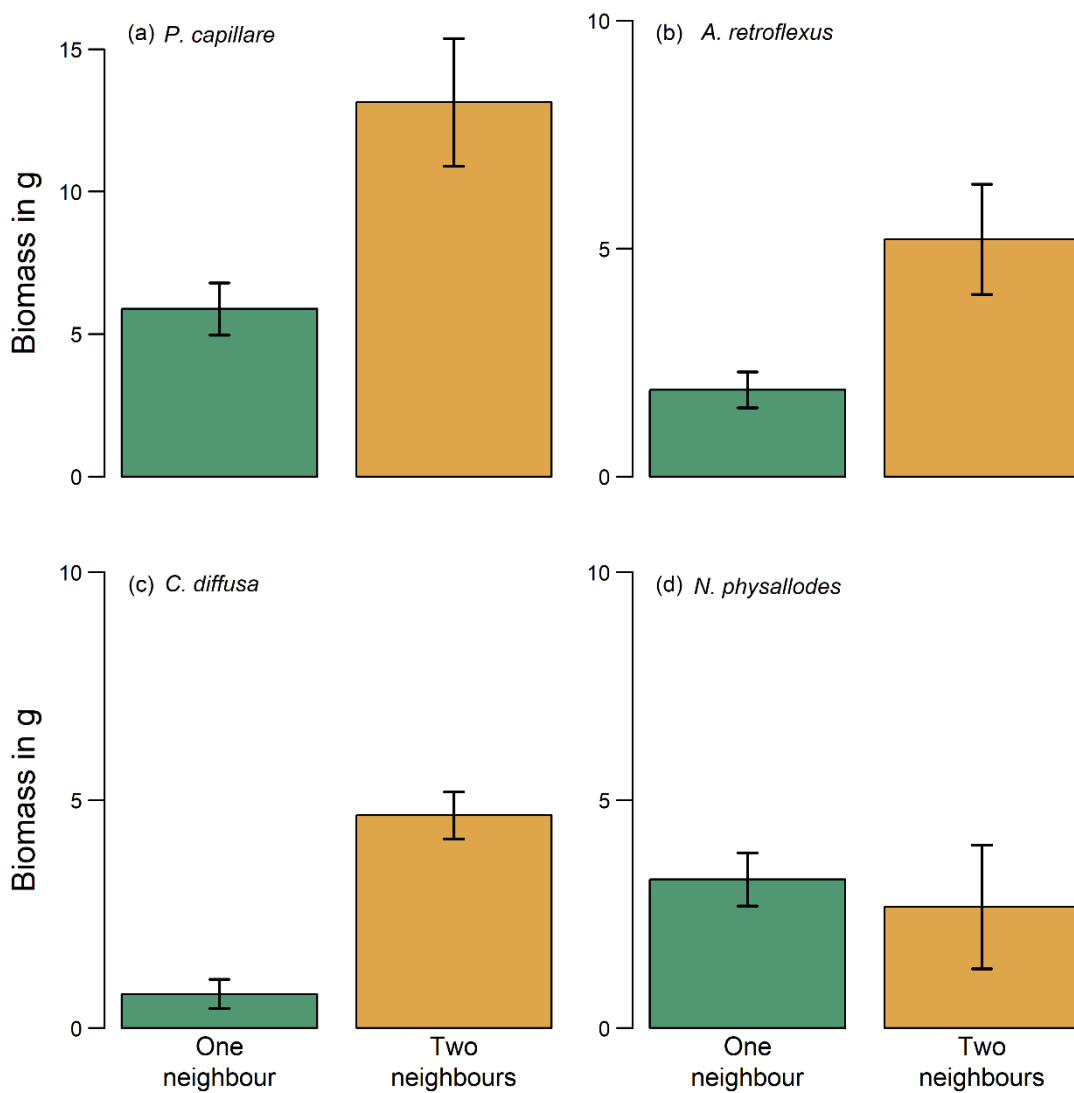 (a) P. capillare
15
10
5
0
Biomass in g
(b) A. retroflexus
10
5
0
(c) C. diffusa
10
5
0
Biomass in g
One
neighbour
Two
neighbours
(d) N. physallodes
10
5
0
One
neighbour
Two
neighbours